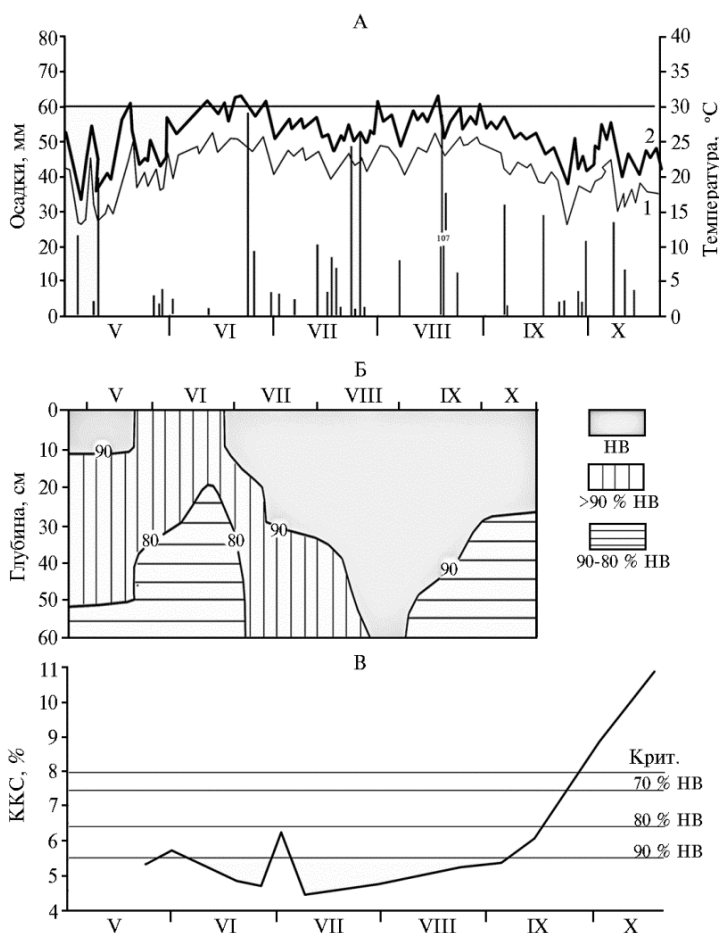 А
80
70
60
50
40
30
20
10
0
Осадки, мм
40
35
30
25
20
15
10
5
0
Температура, °С
2
1
107
V VI VII VIII IX X
Б
V VI VII VIII IX X
0
10
20
30
40
50
60
Глубина, см
90
80
80
90
90
НВ
>90 % НВ
90-80 % НВ
В
11
10
9
8
7
6
5
4
ККС, %
Крит.
70 % НВ
80 % НВ
90 % НВ
V VI VII VIII IX X